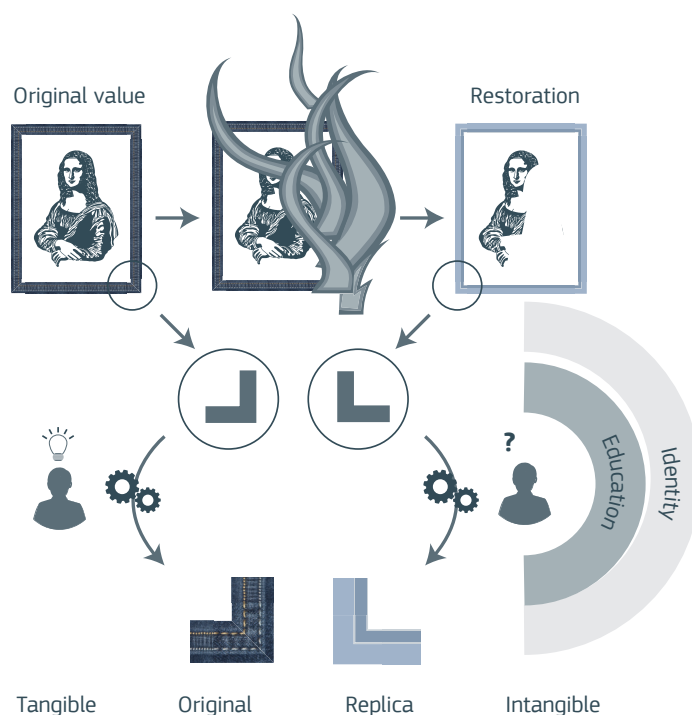 Original value
Restoration
?
Education
Identity
Tangible
Original
Replica
Intangible